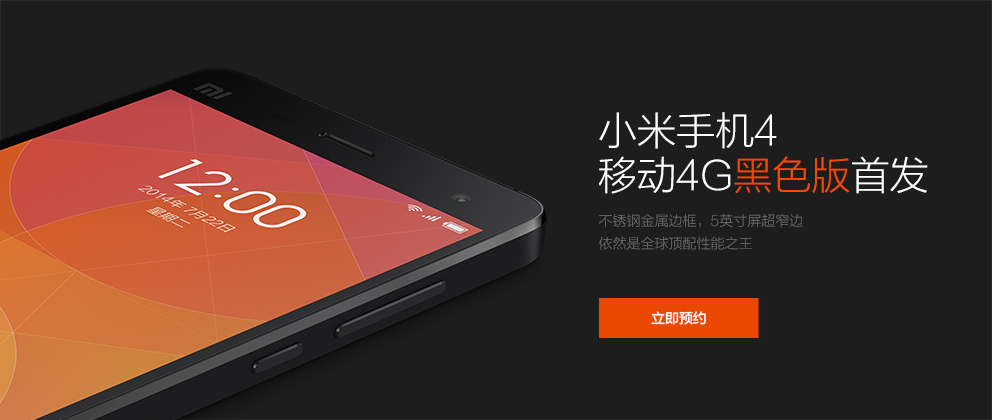 MI
12:00
2014年 7月22日
星期二
小米手机4
移动4G黑色版首发
不锈钢金属边框，5英寸屏超窄边
依然是全球顶配性能之王
立即预约